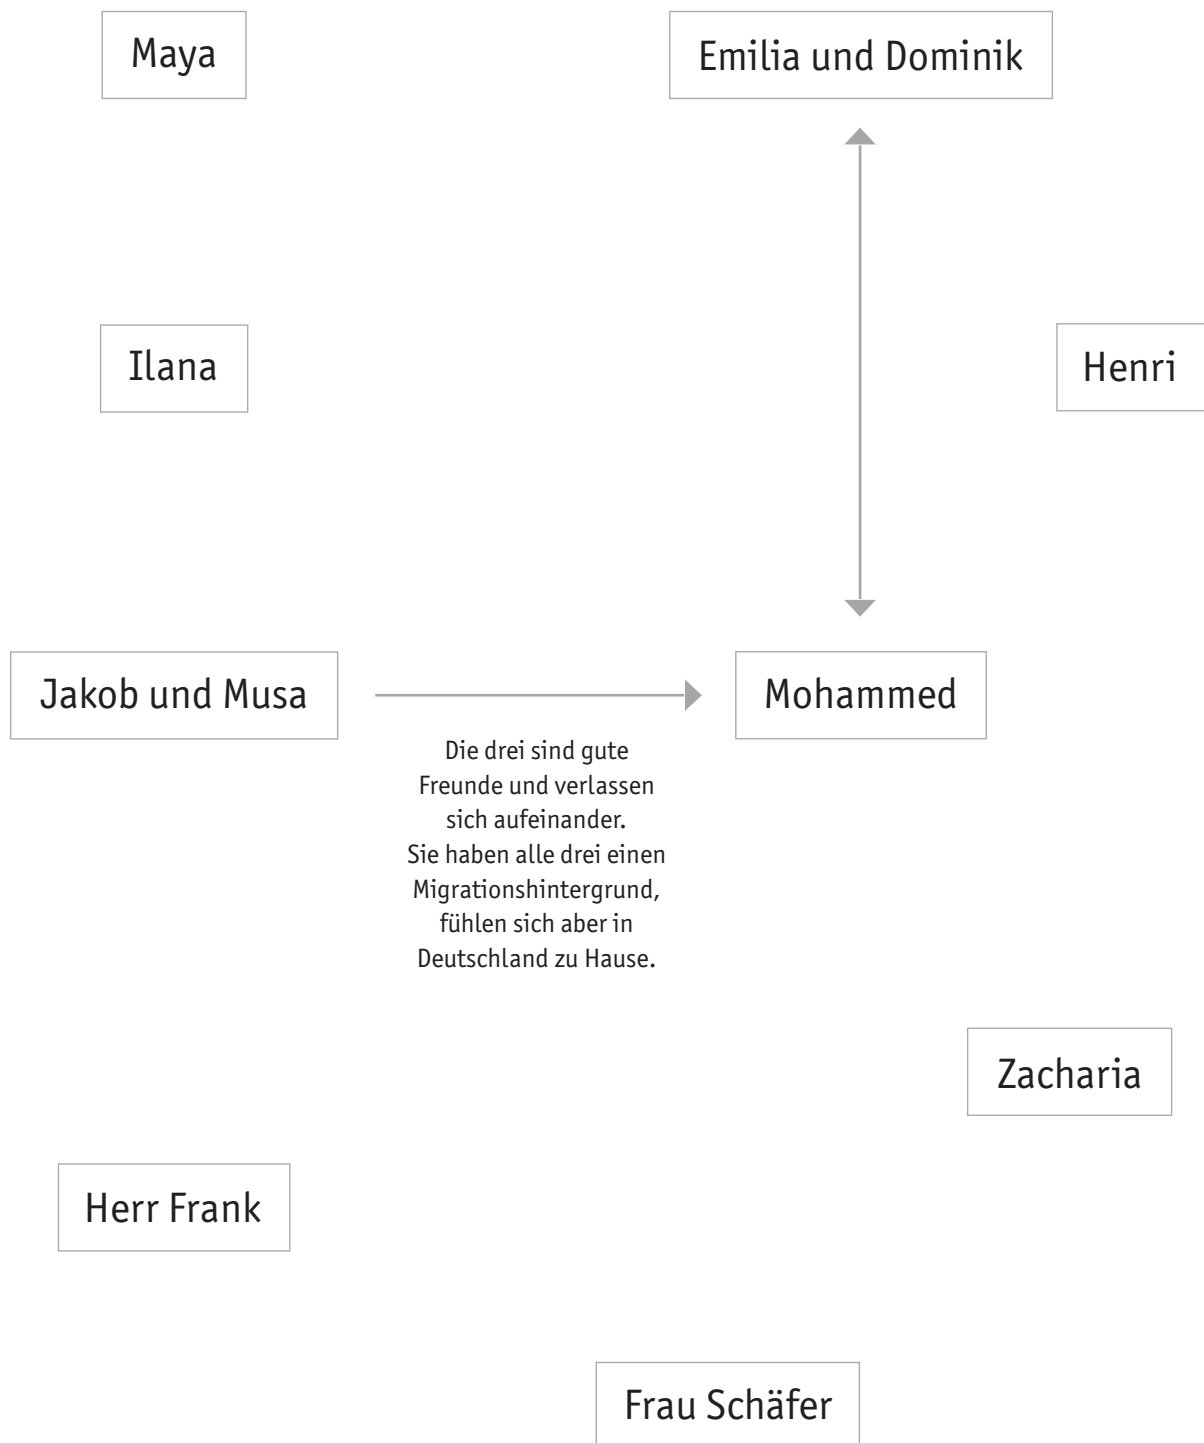 Maya
Emilia und Dominik
Ilana
Henri
Jakob und Musa
Mohammed
Die drei sind gute
Freunde und verlassen
sich aufeinander.
Sie haben alle drei einen
Migrationshintergrund,
fühlen sich aber in
Deutschland zu Hause.
Zacharia
Herr Frank
Frau Schäfer